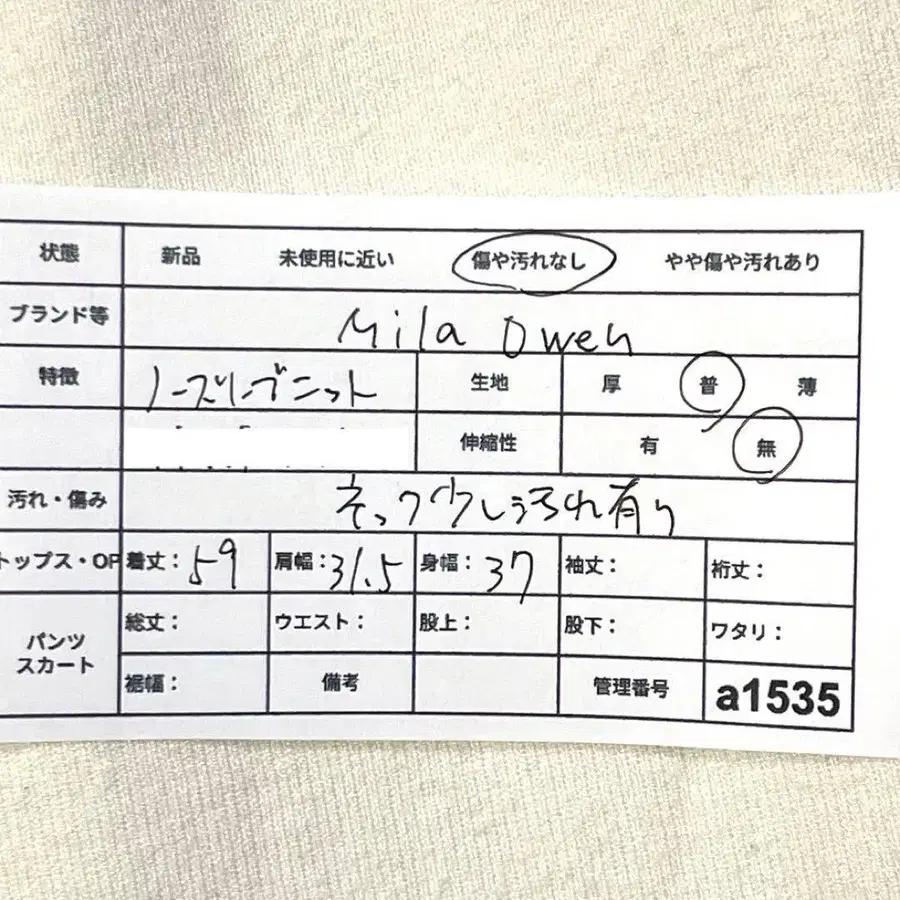 状態 新品 未使用に近い 傷や汚れなし やや傷や汚れあり
ブランド等 Mila Owen
特徴 ノースリーブニット 生地 厚 普 薄
伸縮性 有 無
汚れ・傷み ネック少し汚れ有り
トップス・OP 着丈: 59 肩幅: 31.5 身幅: 37 袖丈: 裄丈:
パンツ スカート 総丈: ウエスト: 股上: 股下: ワタリ:
裾幅: 備考 管理番号 a1535